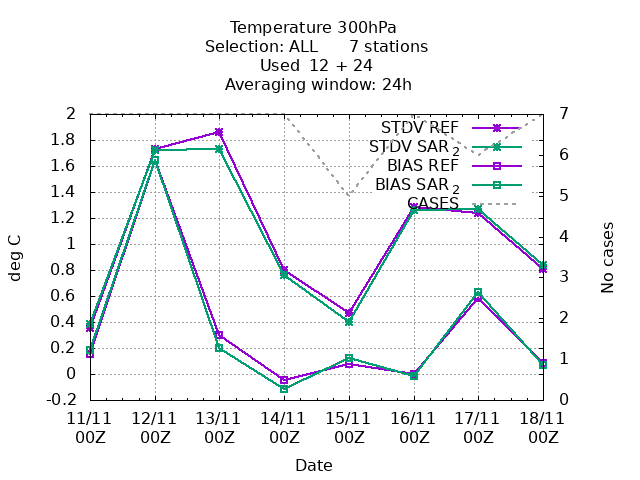 Temperature 300hPa
Selection: ALL 7 stations
Used 12 + 24
Averaging window: 24h
STDV REF
STDV SAR 2
BIAS REF
BIAS SAR 2
CASES
2
1.8
1.6
1.4
1.2
1
0.8
0.6
0.4
0.2
0
-0.2
deg C
7
6
5
4
3
2
1
0
No cases
11/11 12/11 13/11 14/11 15/11 16/11 17/11 18/11
00Z 00Z 00Z 00Z 00Z 00Z 00Z 00Z
Date